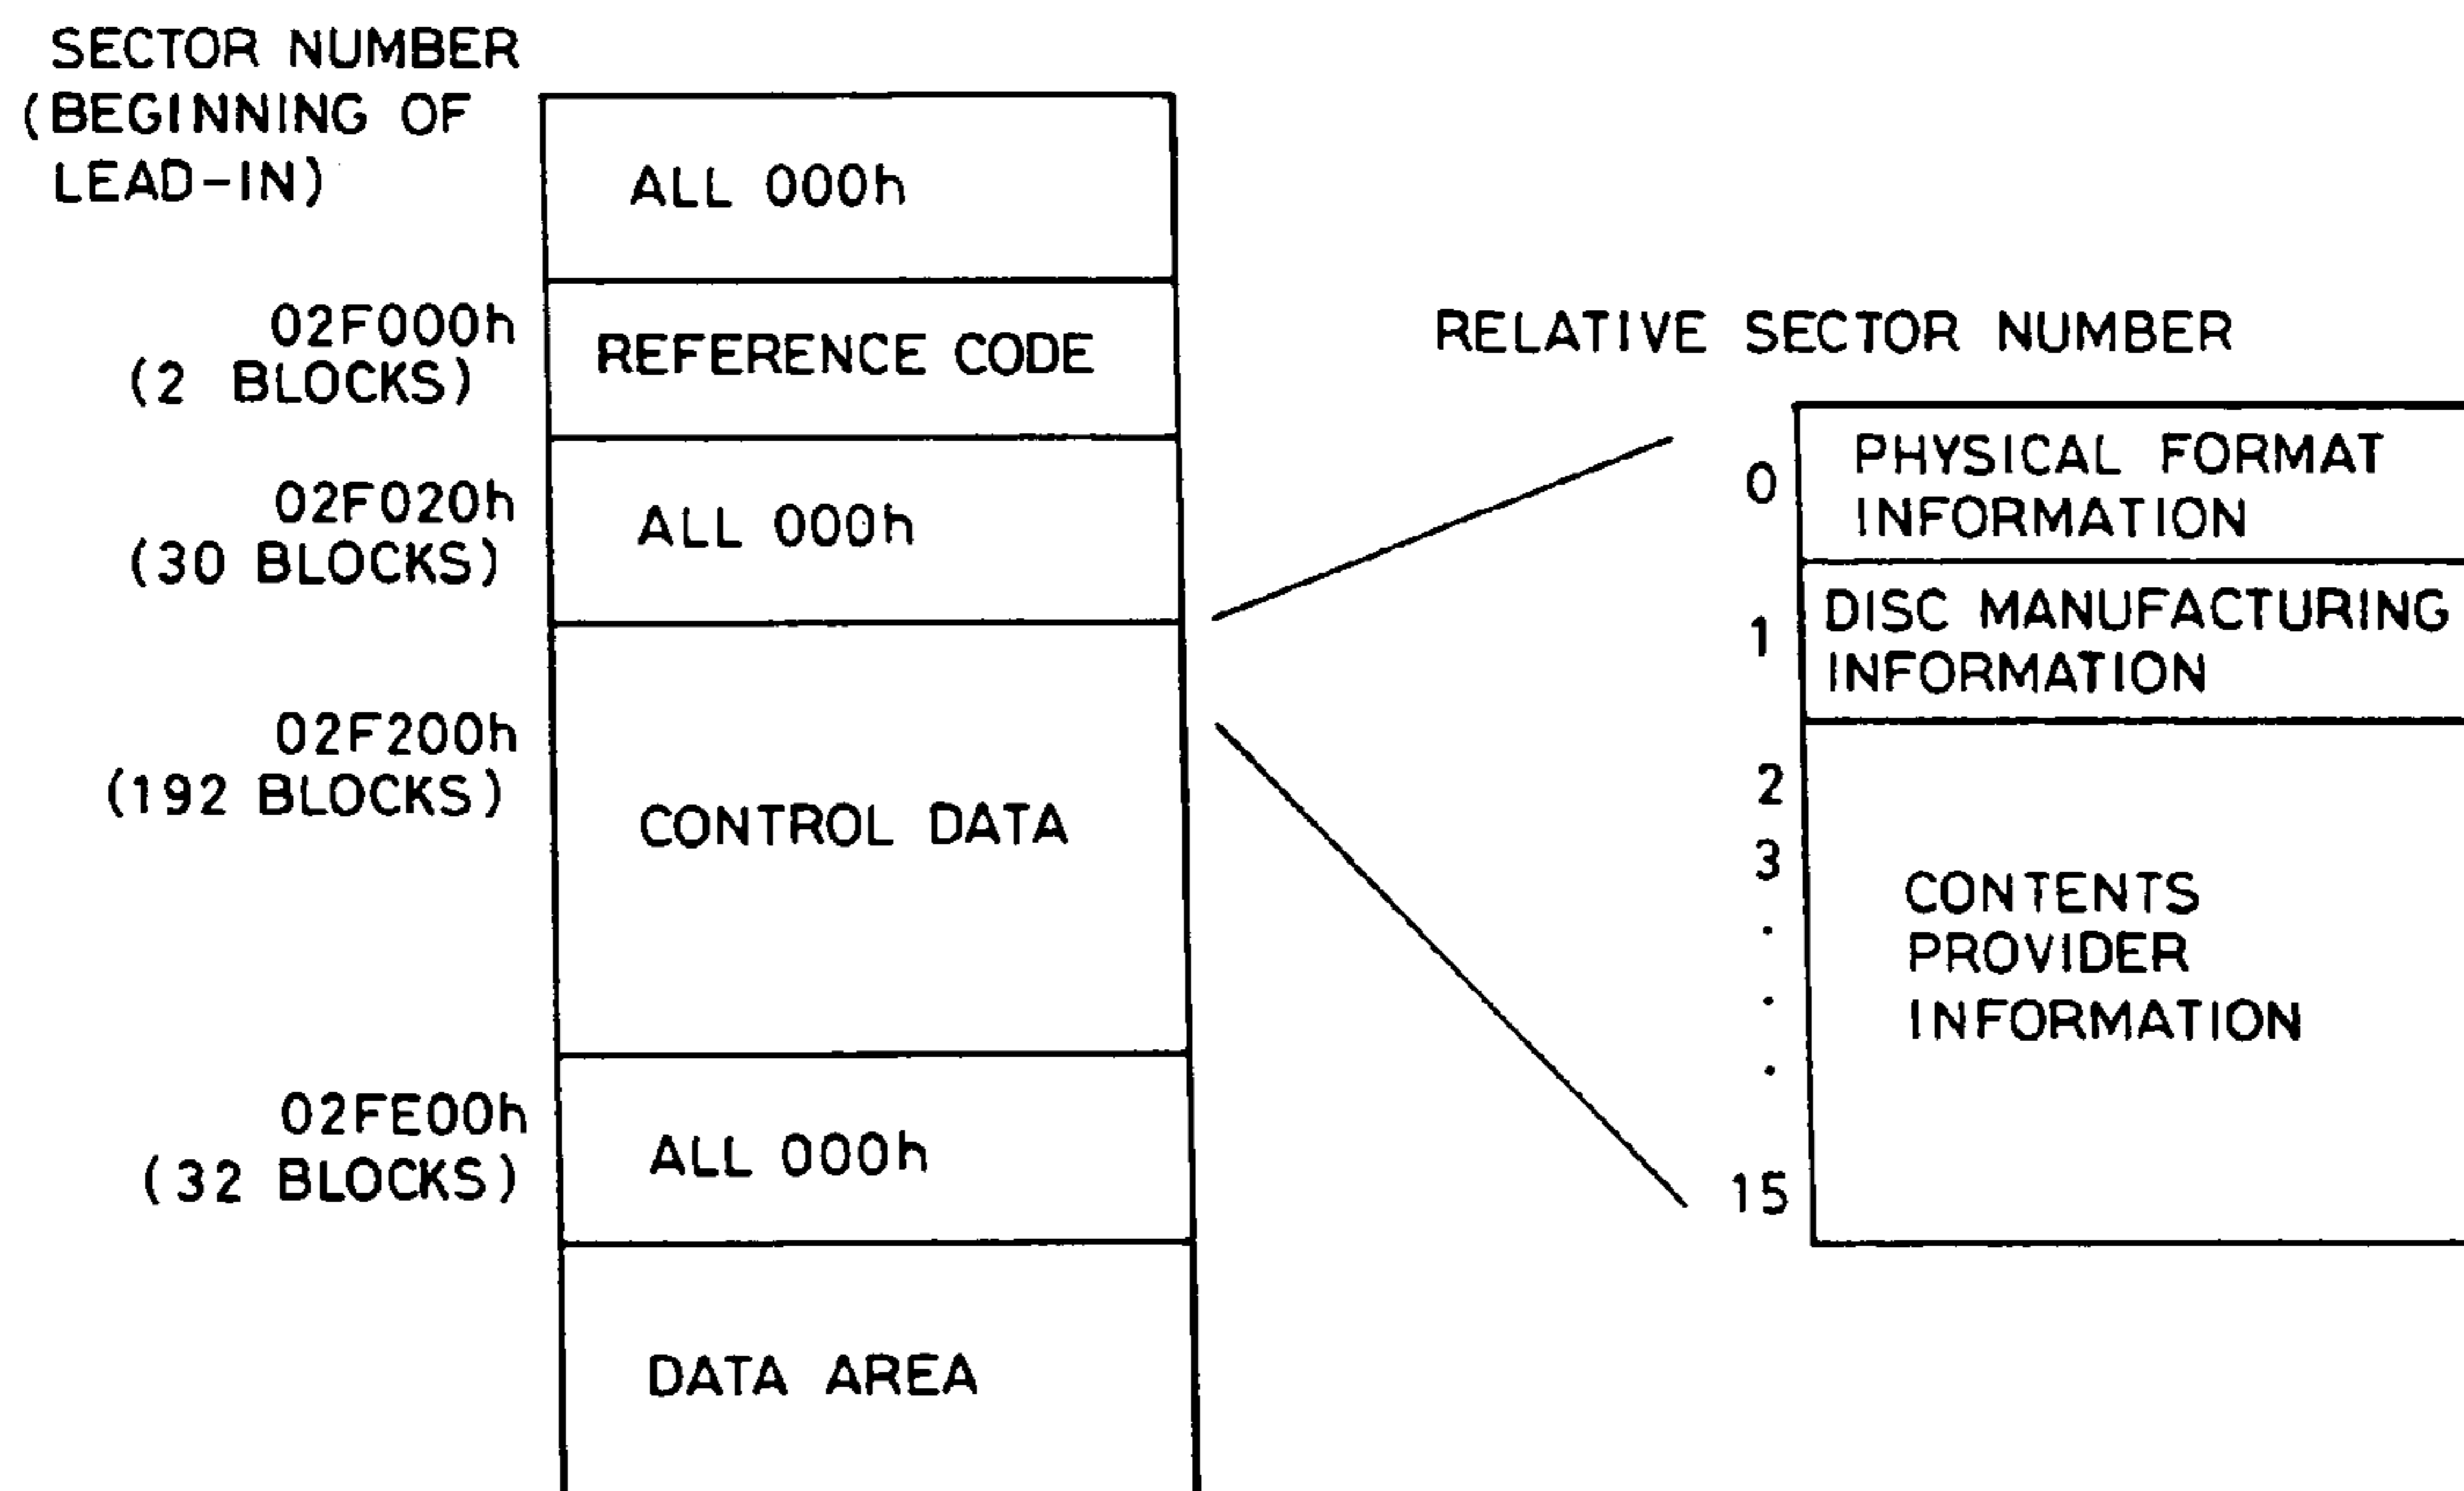 SECTOR NUMBER
(BEGINNING OF
LEAD-IN)
ALL 000h
02F000h
(2 BLOCKS)
REFERENCE CODE
02F020h
(30 BLOCKS)
ALL 000h
02F200h
(192 BLOCKS)
CONTROL DATA
02FE00h
(32 BLOCKS)
ALL 000h
DATA AREA
RELATIVE SECTOR NUMBER
0
PHYSICAL FORMAT
INFORMATION
1
DISC MANUFACTURING
INFORMATION
2
3
.
.
.
15
CONTENTS
PROVIDER
INFORMATION